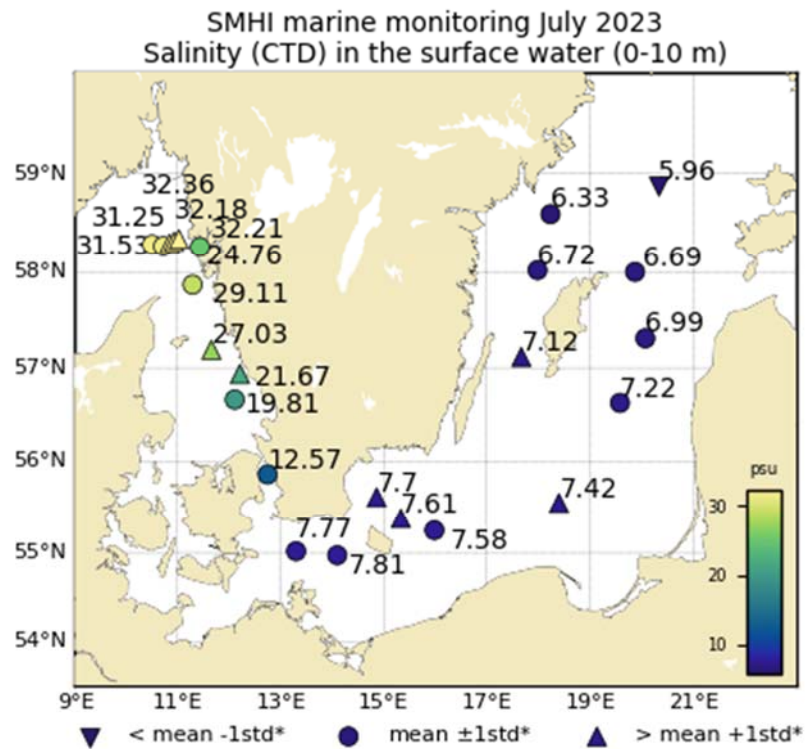 SMHI marine monitoring July 2023
Salinity (CTD) in the surface water (0-10 m)
59°N
58°N
57°N
56°N
55°N
54°N
32.36
31.25
32.18
32.21
31.53
24.76
29.11
27.03
21.67
19.81
12.57
5.96
6.33
6.72
6.69
6.99
7.12
7.22
7.7
7.61
7.42
7.77
7.58
7.81
psu
30
20
10
9°E 11°E 13°E 15°E 17°E 19°E 21°E
< mean -1std* mean ±1std* > mean +1std*